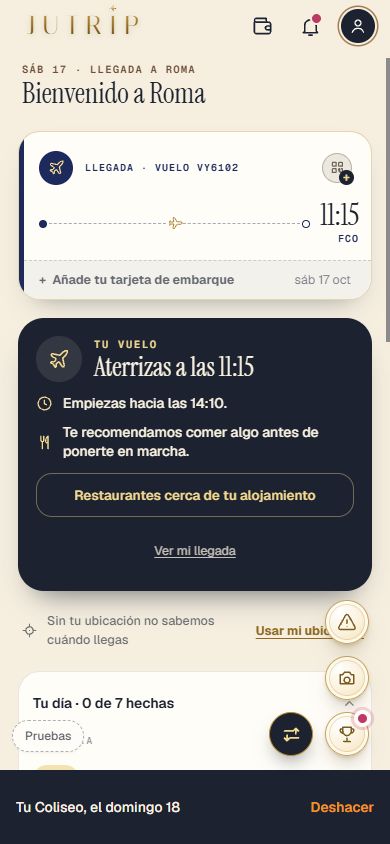 JUTRIP
SÁB 17 · LLEGADA A ROMA
Bienvenido a Roma
LLEGADA · VUELO VY6102
11:15
FCO
+ Añade tu tarjeta de embarque
sáb 17 oct
TU VUELO
Aterrizas a las 11:15
Empiezas hacia las 14:10.
Te recomendamos comer algo antes de
ponerte en marcha.
Restaurantes cerca de tu alojamiento
Ver mi llegada
Sin tu ubicación no sabemos
cuándo llegas
Usar mi
Tu día · 0 de 7 hechas
Pruebas
Tu Coliseo, el domingo 18
Deshacer